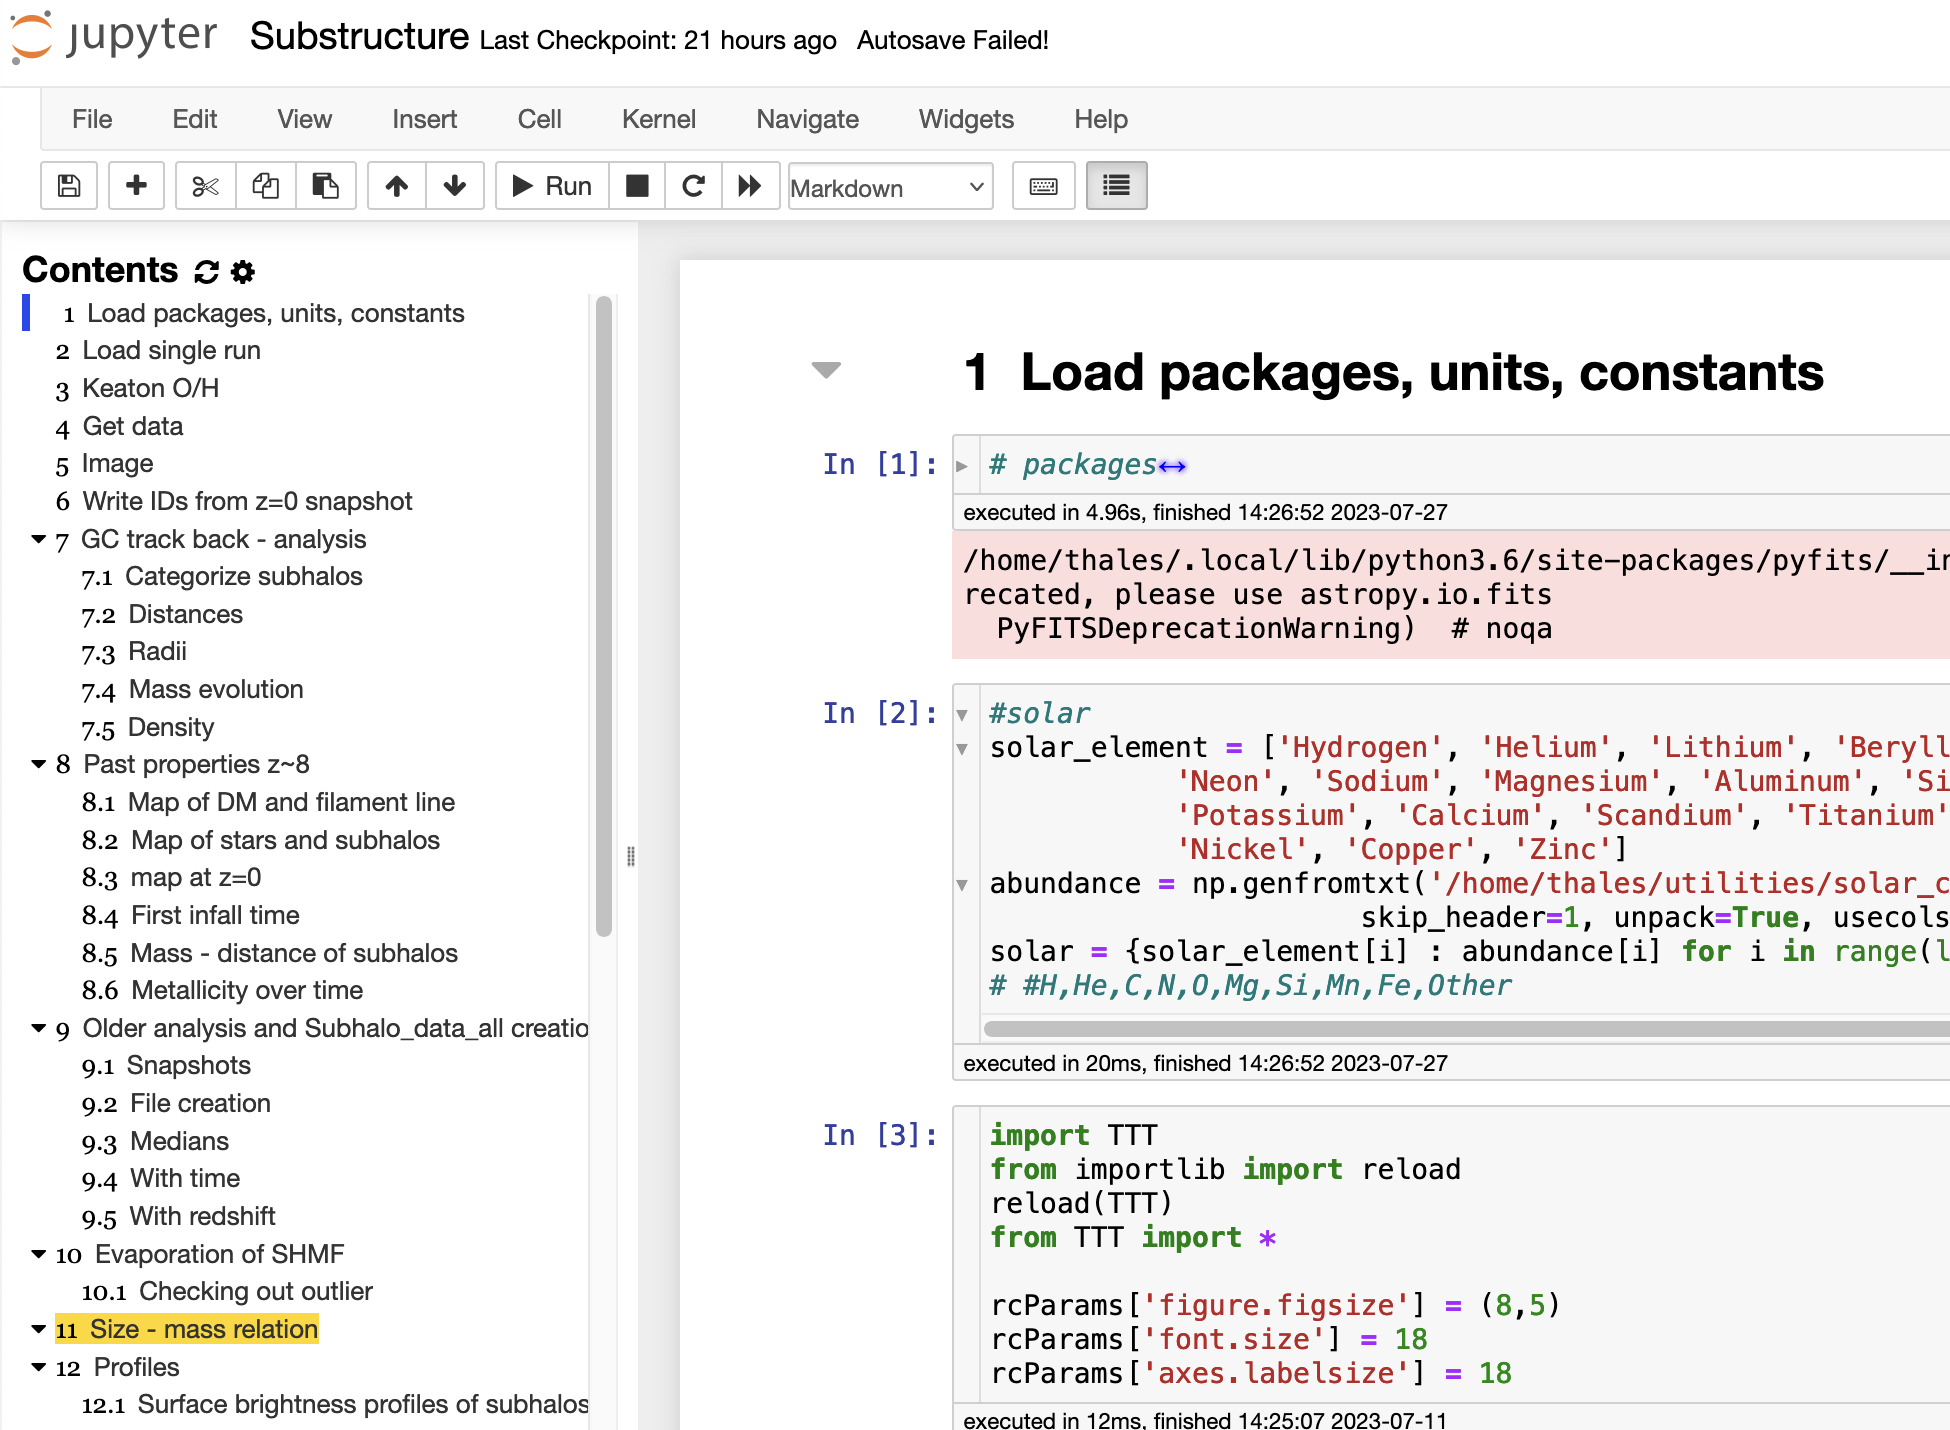 jupyter Substructure Last Checkpoint: 21 hours ago Autosave Failed!
File Edit View Insert Cell Kernel Navigate Widgets Help
Run Markdown
Contents
1 Load packages, units, constants
2 Load single run
3 Keaton O/H
4 Get data
5 Image
6 Write IDs from z=0 snapshot
7 GC track back - analysis
7.1 Categorize subhalos
7.2 Distances
7.3 Radii
7.4 Mass evolution
7.5 Density
8 Past properties z~8
8.1 Map of DM and filament line
8.2 Map of stars and subhalos
8.3 map at z=0
8.4 First infall time
8.5 Mass - distance of subhalos
8.6 Metallicity over time
9 Older analysis and Subhalo_data_all creatio
9.1 Snapshots
9.2 File creation
9.3 Medians
9.4 With time
9.5 With redshift
10 Evaporation of SHMF
10.1 Checking out outlier
11 Size - mass relation
12 Profiles
12.1 Surface brightness profiles of subhalos
1 Load packages, units, constants
In [1]: # packages↔
executed in 4.96s, finished 14:26:52 2023-07-27
/home/thales/.local/lib/python3.6/site-packages/pyfits/__in
recated, please use astropy.io.fits
PyFITSDeprecationWarning) # noqa
In [2]: #solar
solar_element = ['Hydrogen', 'Helium', 'Lithium', 'Beryll
'Neon', 'Sodium', 'Magnesium', 'Aluminum', 'Si
'Potassium', 'Calcium', 'Scandium', 'Titanium'
'Nickel', 'Copper', 'Zinc']
abundance = np.genfromtxt('/home/thales/utilities/solar_c
skip_header=1, unpack=True, usecols
solar = {solar_element[i] : abundance[i] for i in range(l
# #H,He,C,N,O,Mg,Si,Mn,Fe,Other
executed in 20ms, finished 14:26:52 2023-07-27
In [3]: import TTT
from importlib import reload
reload(TTT)
from TTT import *
rcParams['figure.figsize'] = (8,5)
rcParams['font.size'] = 18
rcParams['axes.labelsize'] = 18
executed in 12ms, finished 14:25:07 2023-07-11